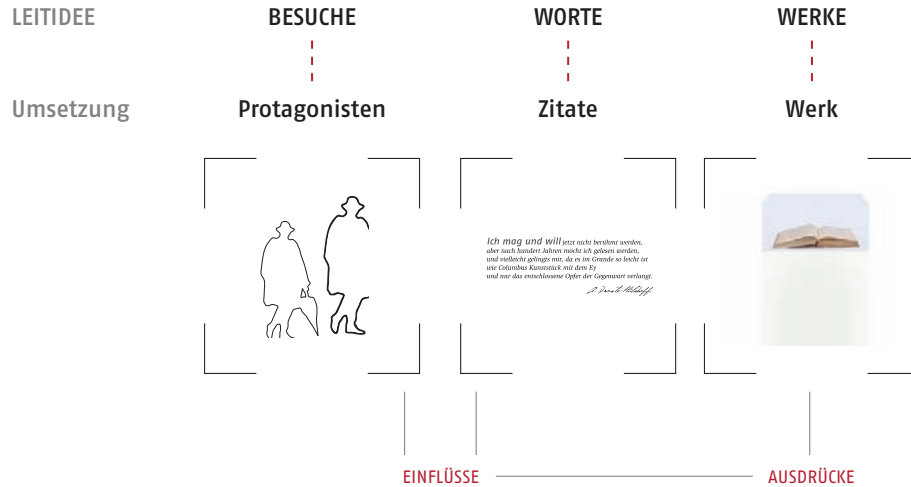 LEITIDEE BESUCHE WORTE WERKE
Umsetzung Protagonisten Zitate Werk
Ich mag und will jetzt nicht berühmt werden,
aber nach hundert Jahren möcht ich gelesen werden,
und vielleicht gelingts mir, da es im Grunde so leicht ist
wie Columbus Kunststück mit dem Ey
und nur das entschlossene Opfer der Gegenwart verlangt.
EINFLÜSSE AUSDRÜCKE